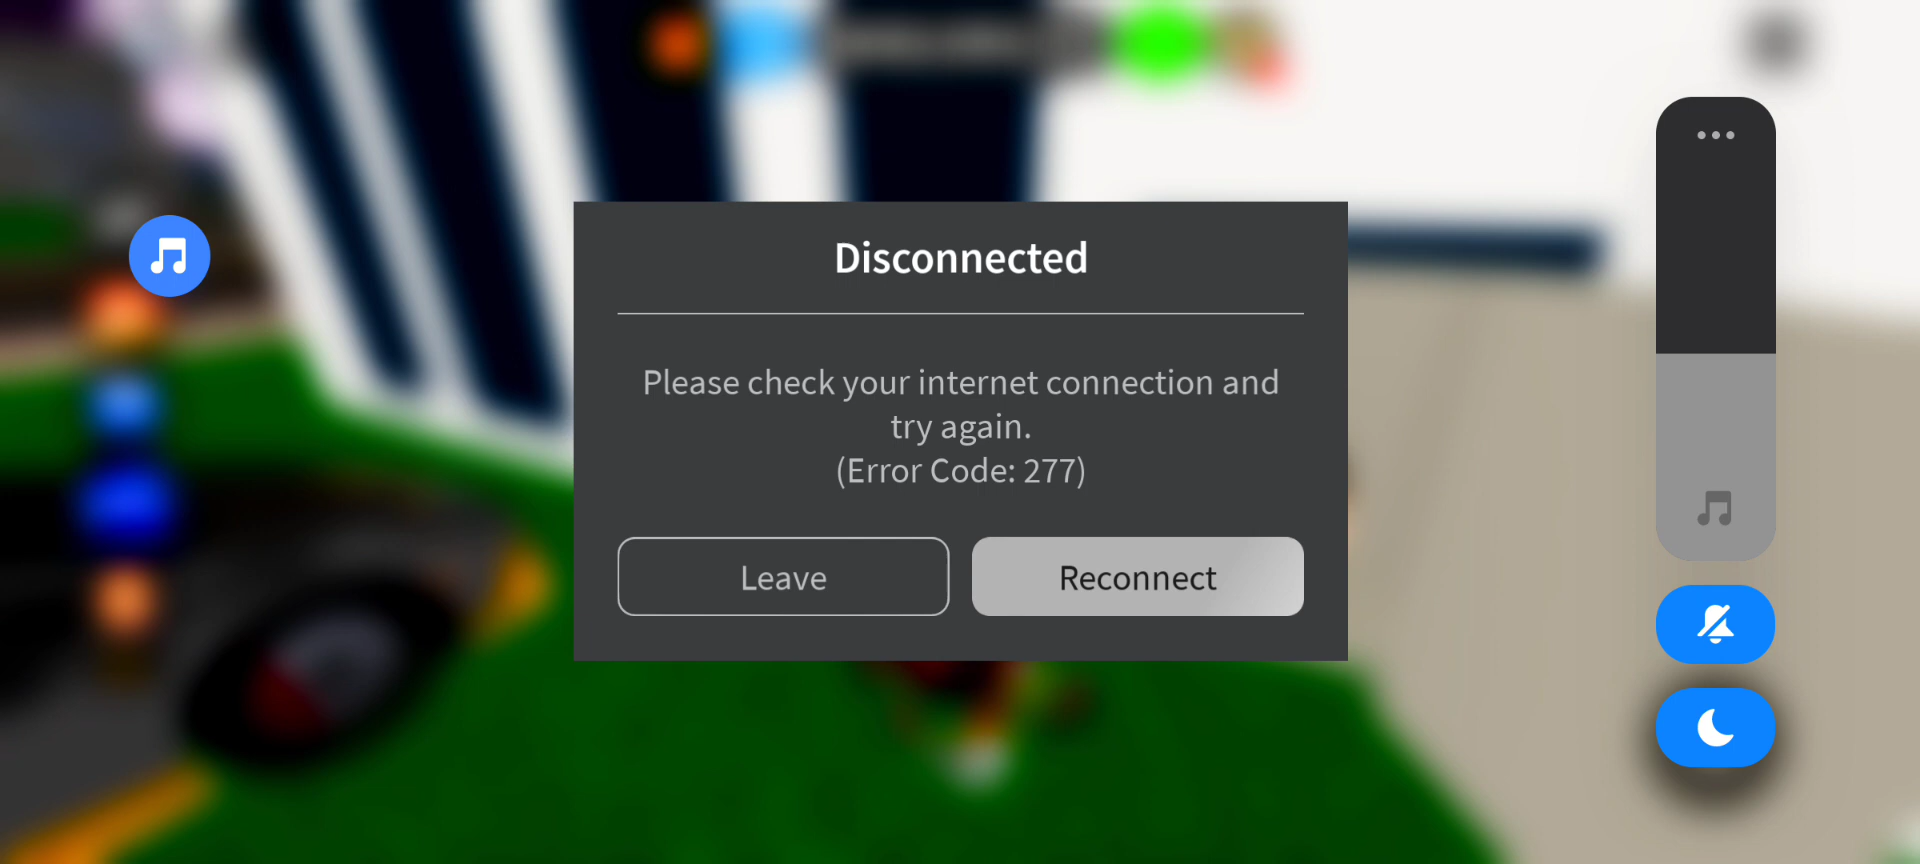 Disconnected
Please check your internet connection and
try again.
(Error Code: 277)
Leave
Reconnect